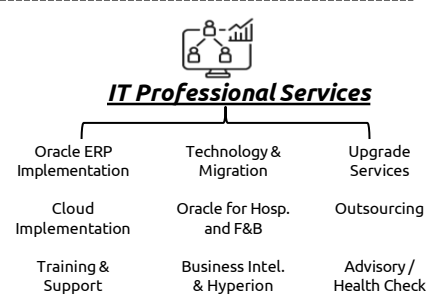 IT Professional Services
Oracle ERP
Implementation
Technology &
Migration
Upgrade
Services
Cloud
Implementation
Oracle for Hosp.
and F&B
Outsourcing
Training &
Support
Business Intel.
& Hyperion
Advisory /
Health Check